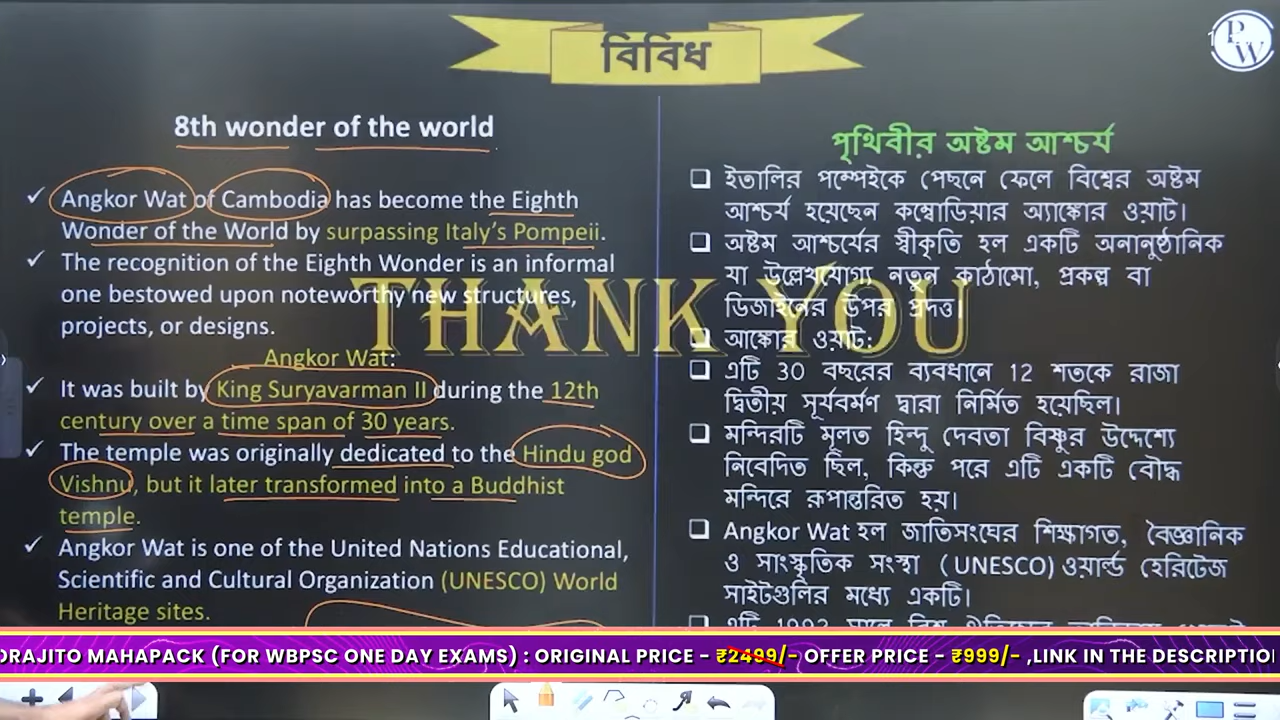 বিবিধ
PW
8th wonder of the world
✓ Angkor Wat of Cambodia has become the Eighth
Wonder of the World by surpassing Italy's Pompeii.
✓ The recognition of the Eighth Wonder is an informal
one bestowed upon noteworthy new structures,
projects, or designs.
Angkor Wat:
✓ It was built by King Suryavarman II during the 12th
century over a time span of 30 years.
✓ The temple was originally dedicated to the Hindu god
Vishnu, but it later transformed into a Buddhist
temple.
✓ Angkor Wat is one of the United Nations Educational,
Scientific and Cultural Organization (UNESCO) World
Heritage sites.
THANK YOU
পৃথিবীর অষ্টম আশ্চর্য
❑ ইতালির পম্পেইকে পেছনে ফেলে বিশ্বের অষ্টম
আশ্চর্য হয়েছেন কম্বোডিয়ার অ্যাঙ্কোর ওয়াট।
❑ অষ্টম আশ্চর্যের স্বীকৃতি হল একটি অনানুষ্ঠানিক
যা উল্লেখযোগ্য নতুন কাঠামো, প্রকল্প বা
ডিজাইনের উপর প্রদত্ত।
❑ আঙ্কোর ওয়াট:
❑ এটি 30 বছরের ব্যবধানে 12 শতকে রাজা
দ্বিতীয় সূর্যবর্মণ দ্বারা নির্মিত হয়েছিল।
❑ মন্দিরটি মূলত হিন্দু দেবতা বিষ্ণুর উদ্দেশ্যে
নিবেদিত ছিল, কিন্তু পরে এটি একটি বৌদ্ধ
মন্দিরে রূপান্তরিত হয়।
❑ Angkor Wat হল জাতিসংঘের শিক্ষাগত, বৈজ্ঞানিক
ও সাংস্কৃতিক সংস্থা (UNESCO) ওয়ার্ল্ড হেরিটেজ
সাইটগুলির মধ্যে একটি।
❑ এটি 1992 সালে বিশ্ব
ORAJITO MAHAPACK (FOR WBPSC ONE DAY EXAMS) : ORIGINAL PRICE - ₹2499/- OFFER PRICE - ₹999/- ,LINK IN THE DESCRIPTIO